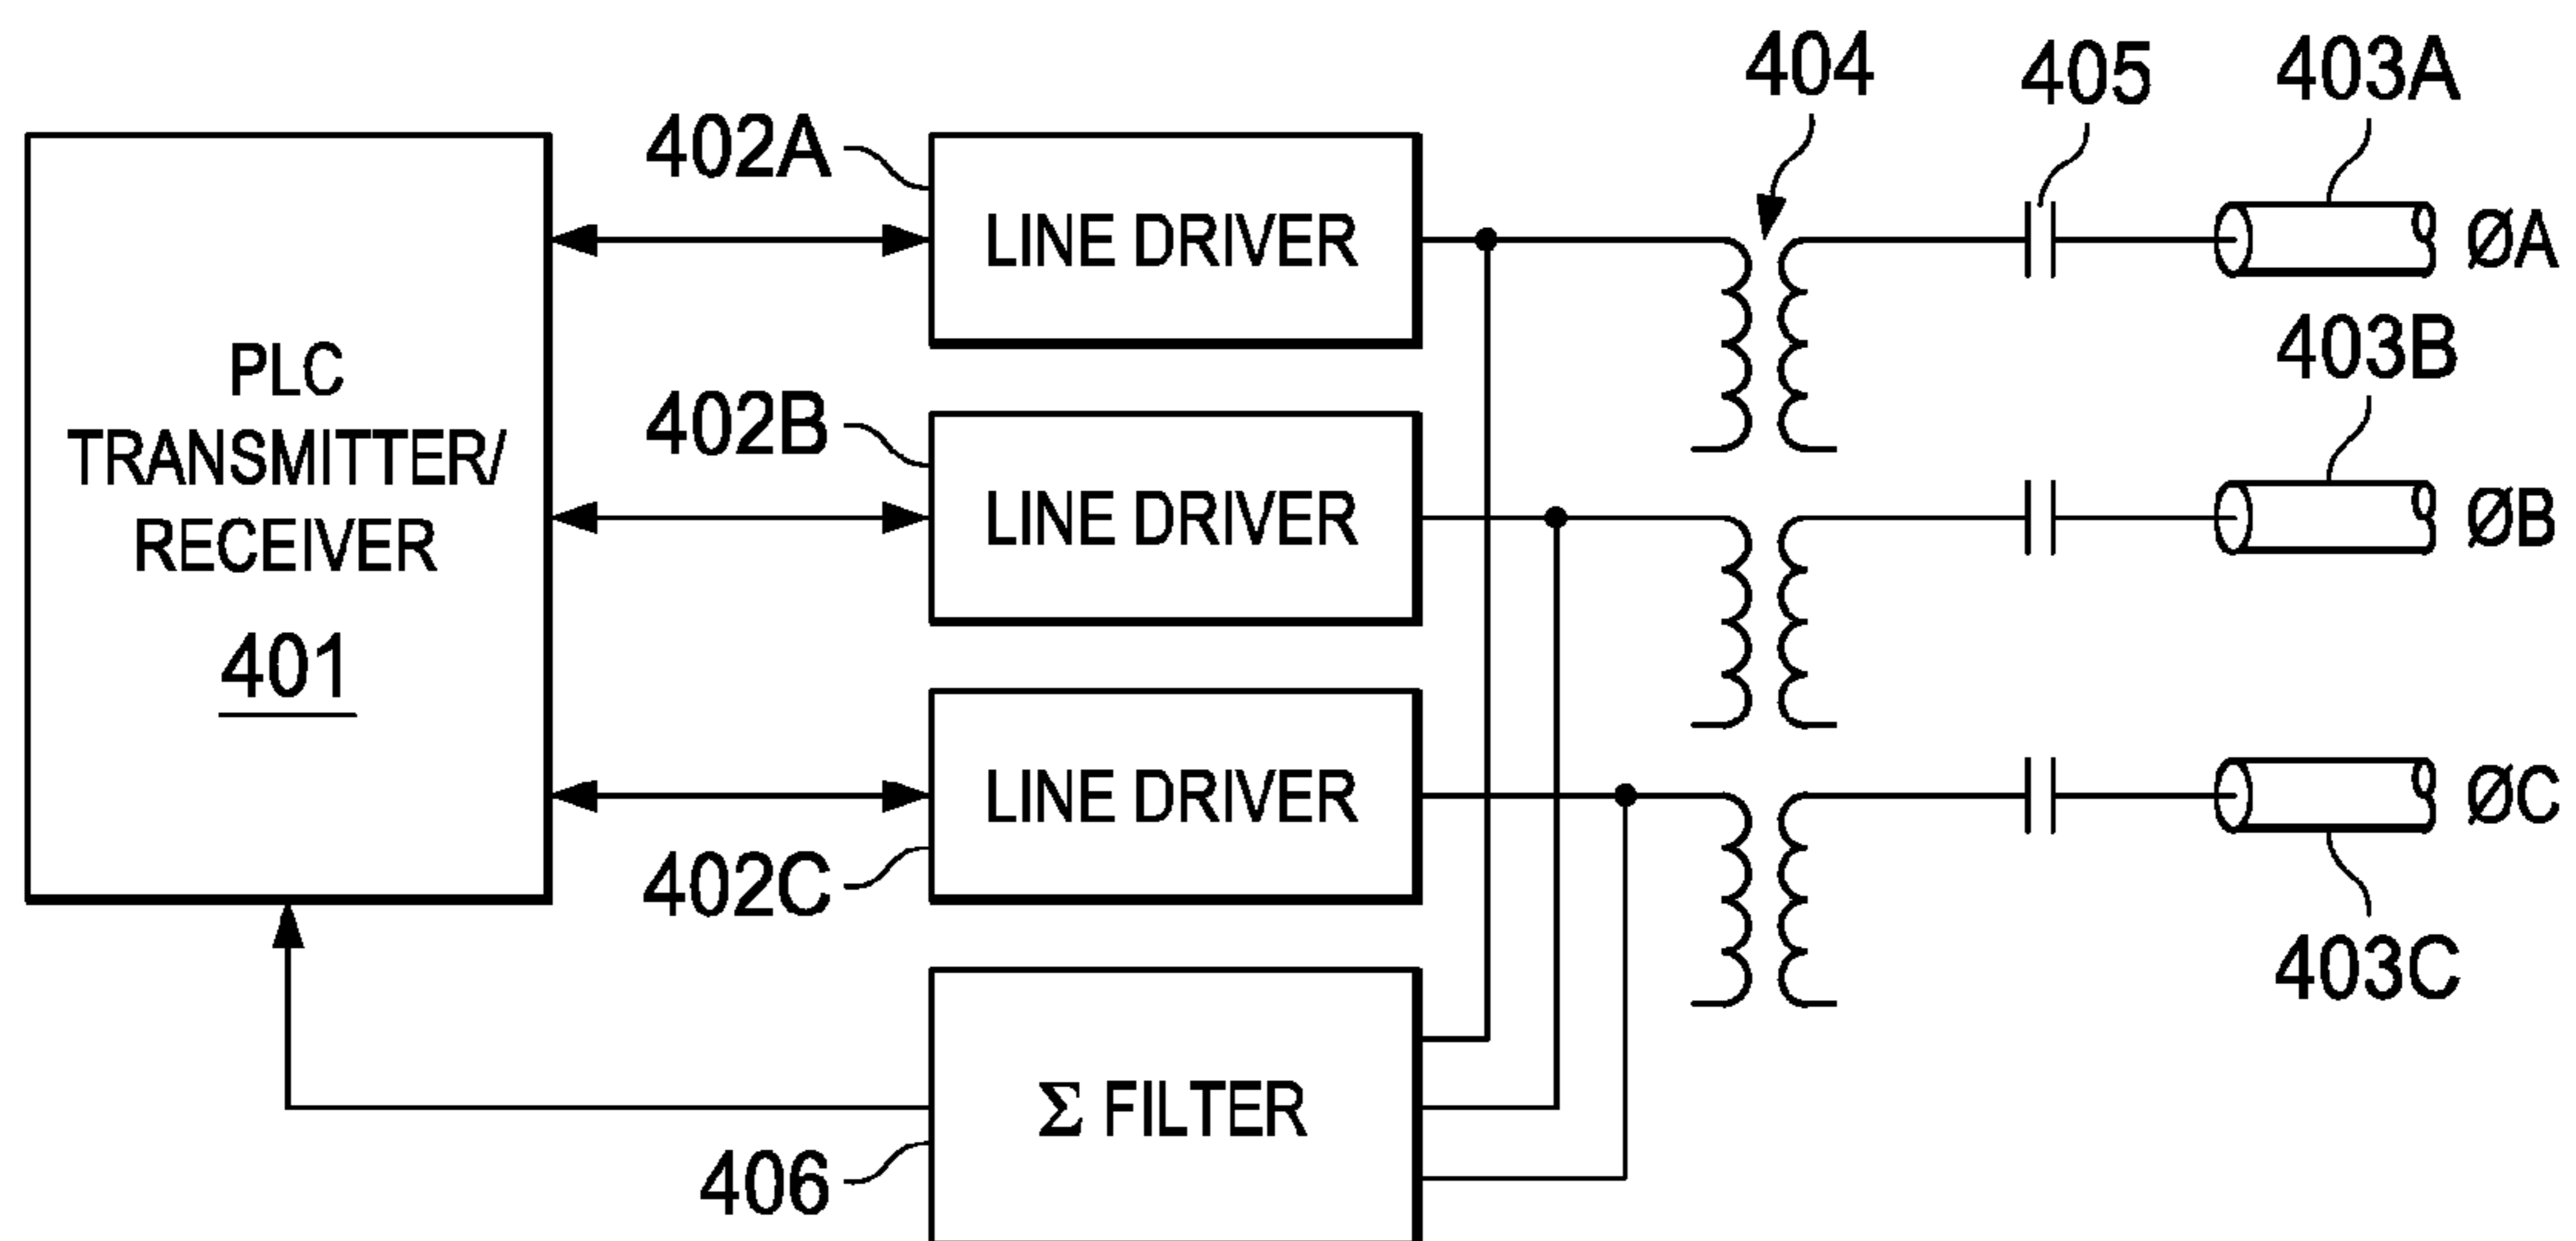 404
405
403A
402A
LINE DRIVER
ØA
403B
PLC
TRANSMITTER/
RECEIVER
401
402B
LINE DRIVER
ØB
LINE DRIVER
ØC
402C
403C
Σ FILTER
406